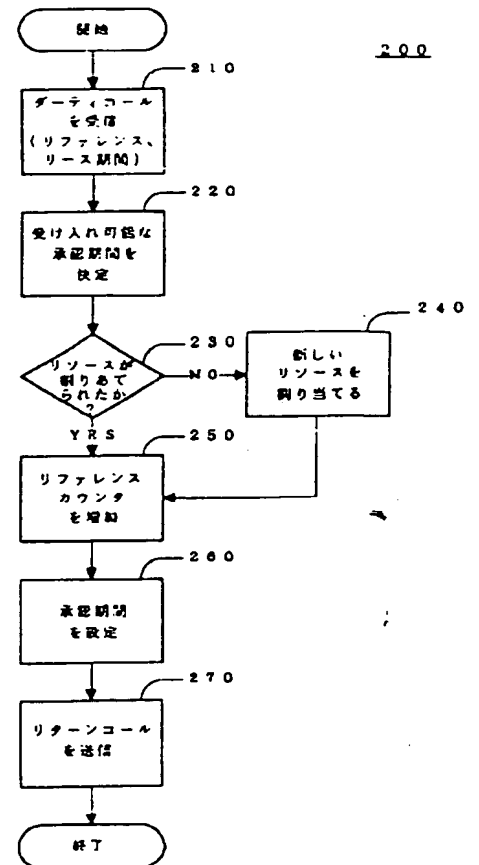 開始
200
210
ダーティコール
を受信
(リファレンス、
リース期間)
220
受け入れ可能な
承認期間を
決定
230
リソースが
割りあて
られたか
?
NO
240
新しい
リソースを
割り当てる
YRS
250
リファレンス
カウンタ
を増加
260
承認期間
を設定
270
リターンコール
を送信
終了